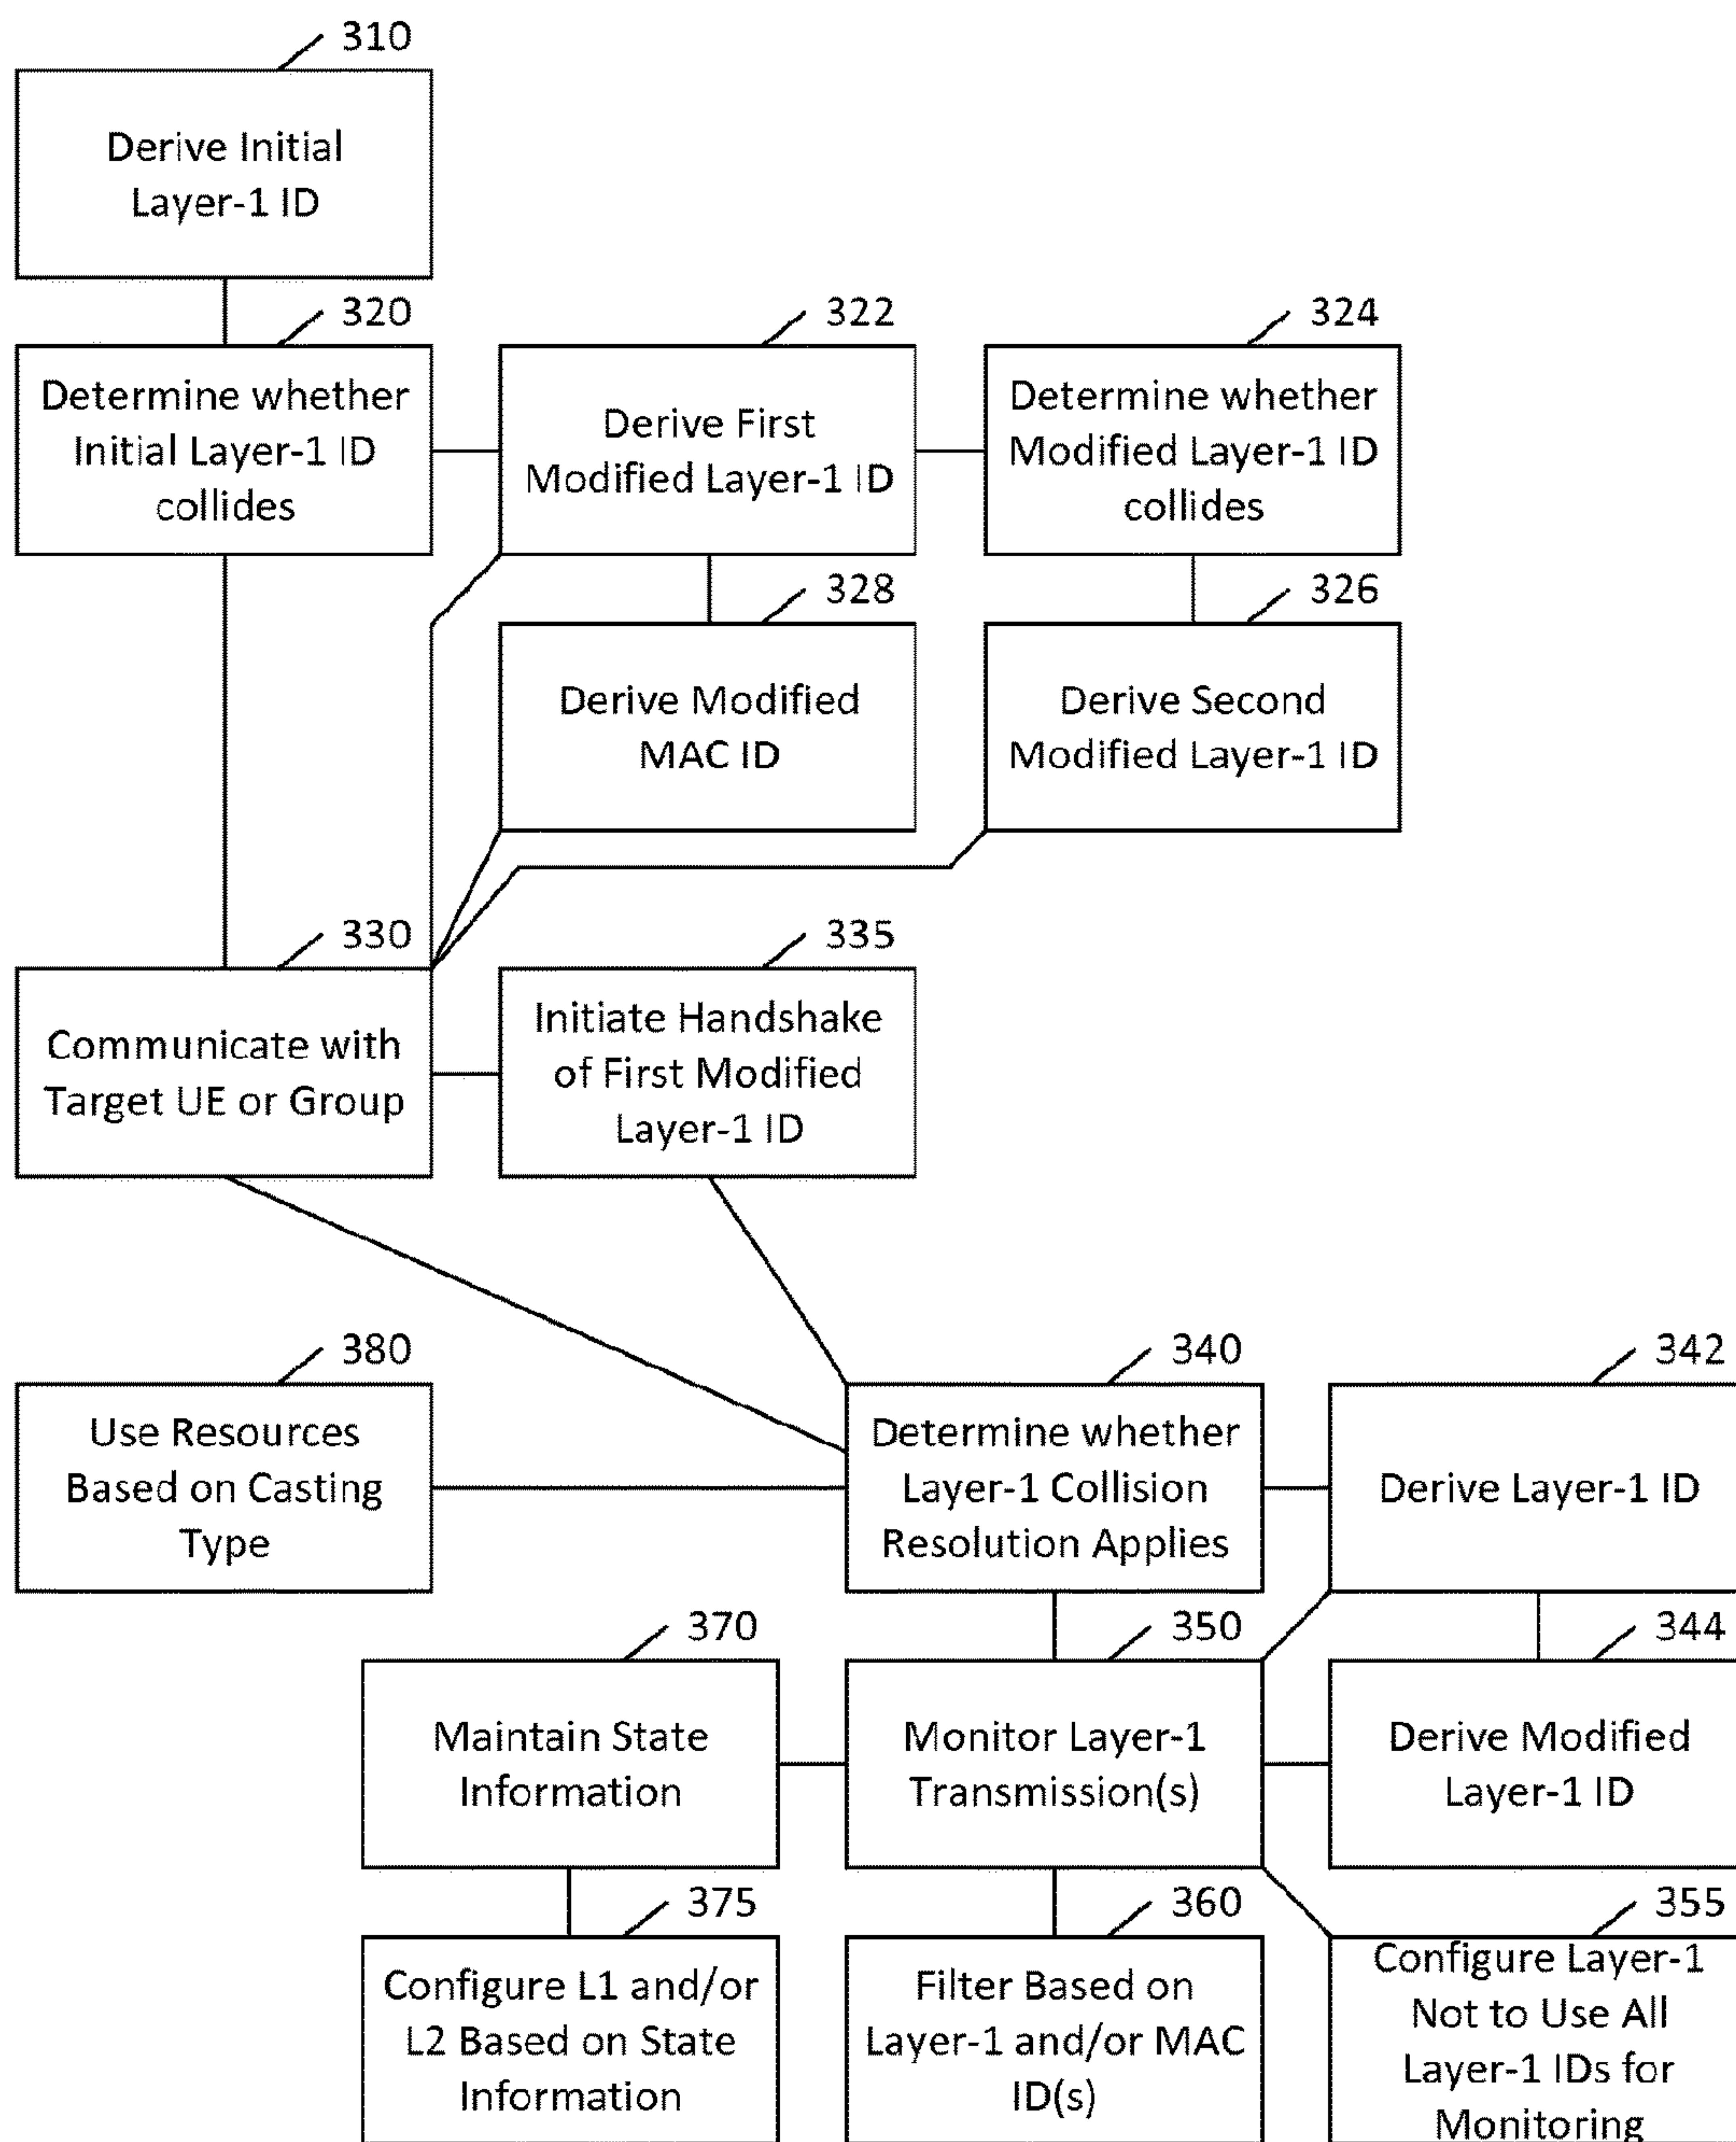 310
Derive Initial
Layer-1 ID
320
322
324
Determine whether
Initial Layer-1 ID
collides
Derive First
Modified Layer-1 ID
Determine whether
Modified Layer-1 ID
collides
328
326
Derive Modified
MAC ID
Derive Second
Modified Layer-1 ID
330
335
Communicate with
Target UE or Group
Initiate Handshake
of First Modified
Layer-1 ID
380
340
342
Use Resources
Based on Casting
Type
Determine whether
Layer-1 Collision
Resolution Applies
Derive Layer-1 ID
370
350
344
Maintain State
Information
Monitor Layer-1
Transmission(s)
Derive Modified
Layer-1 ID
375
360
355
Configure L1 and/or
L2 Based on State
Information
Filter Based on
Layer-1 and/or MAC
ID(s)
Configure Layer-1
Not to Use All
Layer-1 IDs for
Monitoring